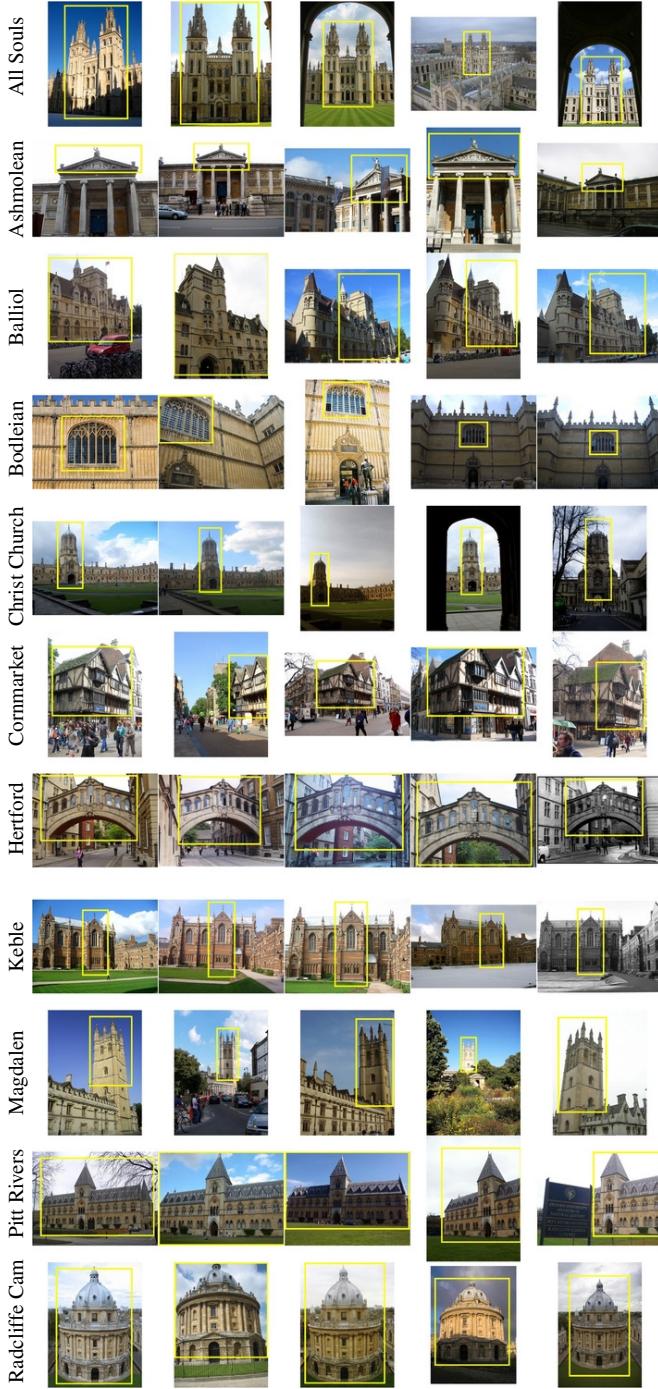 All Souls
Ashmolean
Balliol
Bodleian
Christ Church
Cornmarket
Hertford
Keble
Magdalen
Pitt Rivers
Radcliffe Cam